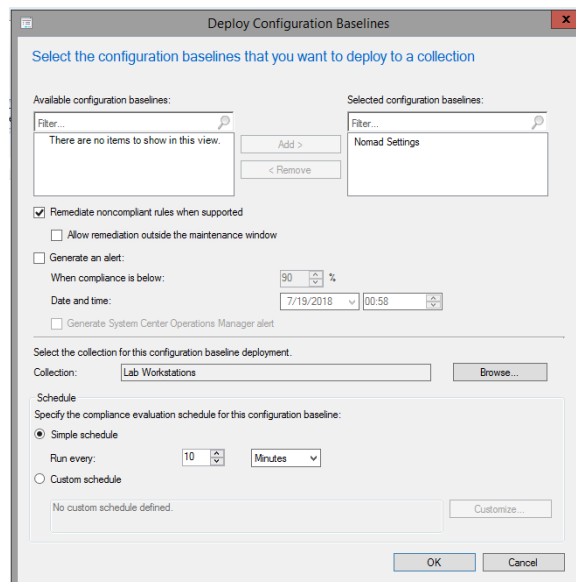 Deploy Configuration Baselines
x
Select the configuration baselines that you want to deploy to a collection
Available configuration baselines:
Selected configuration baselines:
Filter...
Filter...
There are no items to show in this view.
Add >
Nomad Settings
< Remove
Remediate noncompliant rules when supported
Allow remediation outside the maintenance window
Generate an alert:
When compliance is below:
90
%
Date and time:
7/19/2018
00:58
Generate System Center Operations Manager alert
Select the collection for this configuration baseline deployment.
Collection:
Lab Workstations
Browse...
Schedule
Specify the compliance evaluation schedule for this configuration baseline:
Simple schedule
Run every:
10
Minutes
Custom schedule
No custom schedule defined.
Customize...
OK
Cancel